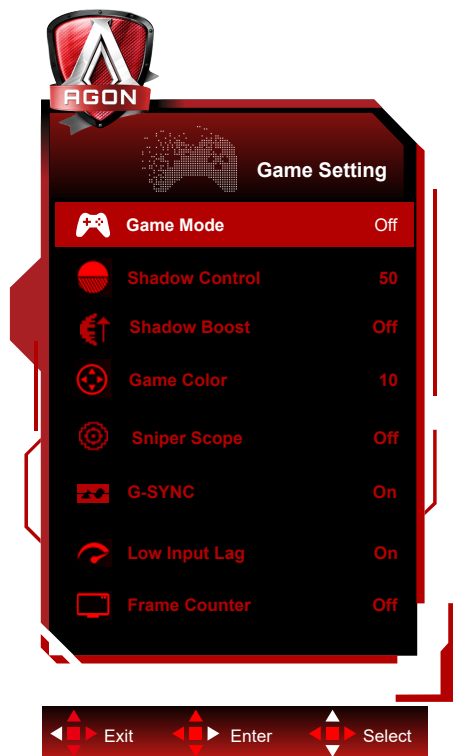 AGON
Game Setting
Game Mode Off
Shadow Control 50
Shadow Boost Off
Game Color 10
Sniper Scope Off
G-SYNC On
Low Input Lag On
Frame Counter Off
Exit Enter Select